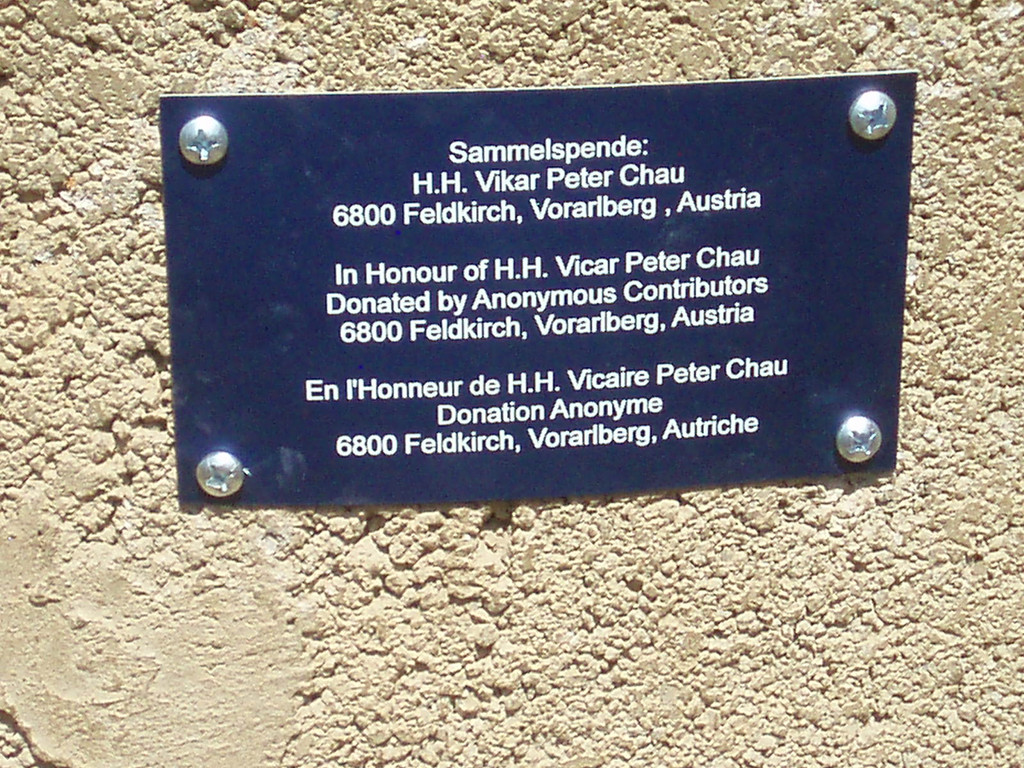 Sammelspende:
H.H. Vikar Peter Chau
6800 Feldkirch, Vorarlberg , Austria
In Honour of H.H. Vicar Peter Chau
Donated by Anonymous Contributors
6800 Feldkirch, Vorarlberg, Austria
En l'Honneur de H.H. Vicaire Peter Chau
Donation Anonyme
6800 Feldkirch, Vorarlberg, Autriche